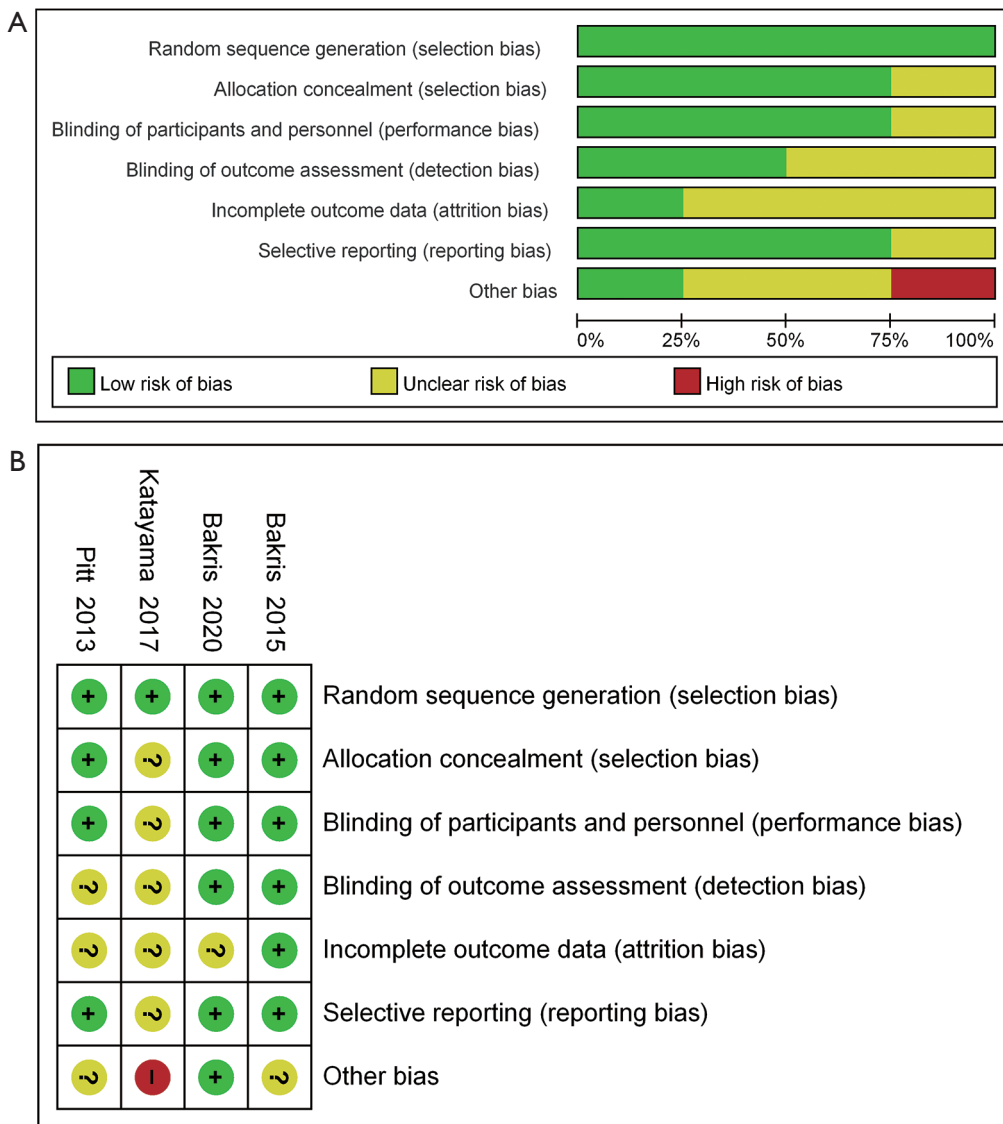 A
Random sequence generation (selection bias)
Allocation concealment (selection bias)
Blinding of participants and personnel (performance bias)
Blinding of outcome assessment (detection bias)
Incomplete outcome data (attrition bias)
Selective reporting (reporting bias)
Other bias
0% 25% 50% 75% 100%
Low risk of bias Unclear risk of bias High risk of bias
B
Pitt 2013
Katayama 2017
Bakris 2020
Bakris 2015
+ + + + Random sequence generation (selection bias)
+ ? + + Allocation concealment (selection bias)
+ ? + + Blinding of participants and personnel (performance bias)
? ? + + Blinding of outcome assessment (detection bias)
? ? ? + Incomplete outcome data (attrition bias)
+ ? + + Selective reporting (reporting bias)
? – + ? Other bias